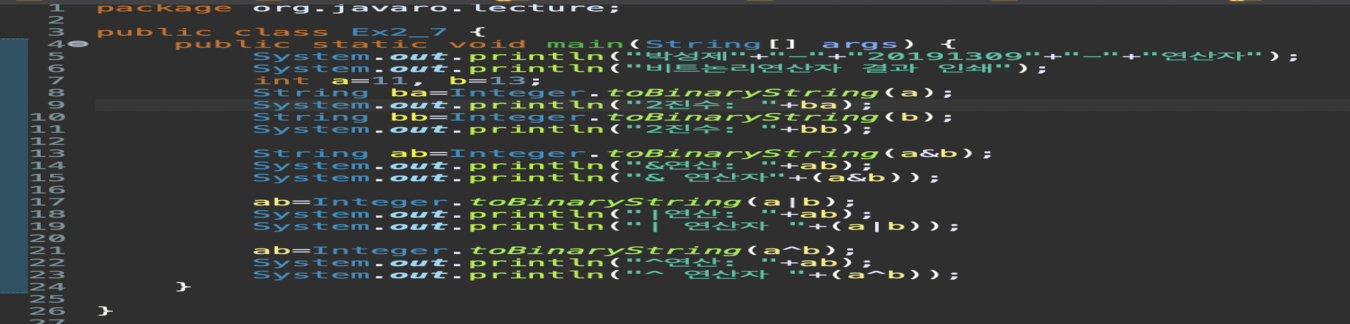 1 package org.javaro.lecture;
2
3 public class Ex2_7 {
4 public static void main(String[] args) {
5 System.out.println("박성제"+"-"+"20191309"+"-"+"연산자");
6 System.out.println("비트논리연산자 결과 인쇄");
7 int a=11, b=13;
8 String ba=Integer.toBinaryString(a);
9 System.out.println("2진수: "+ba);
10 String bb=Integer.toBinaryString(b);
11 System.out.println("2진수: "+bb);
12
13 String ab=Integer.toBinaryString(a&b);
14 System.out.println("&연산: "+ab);
15 System.out.println("& 연산자"+(a&b));
16
17 ab=Integer.toBinaryString(a|b);
18 System.out.println("|연산: "+ab);
19 System.out.println("| 연산자 "+(a|b));
20
21 ab=Integer.toBinaryString(a^b);
22 System.out.println("^연산: "+ab);
23 System.out.println("^ 연산자 "+(a^b));
24 }
25
26 }
27